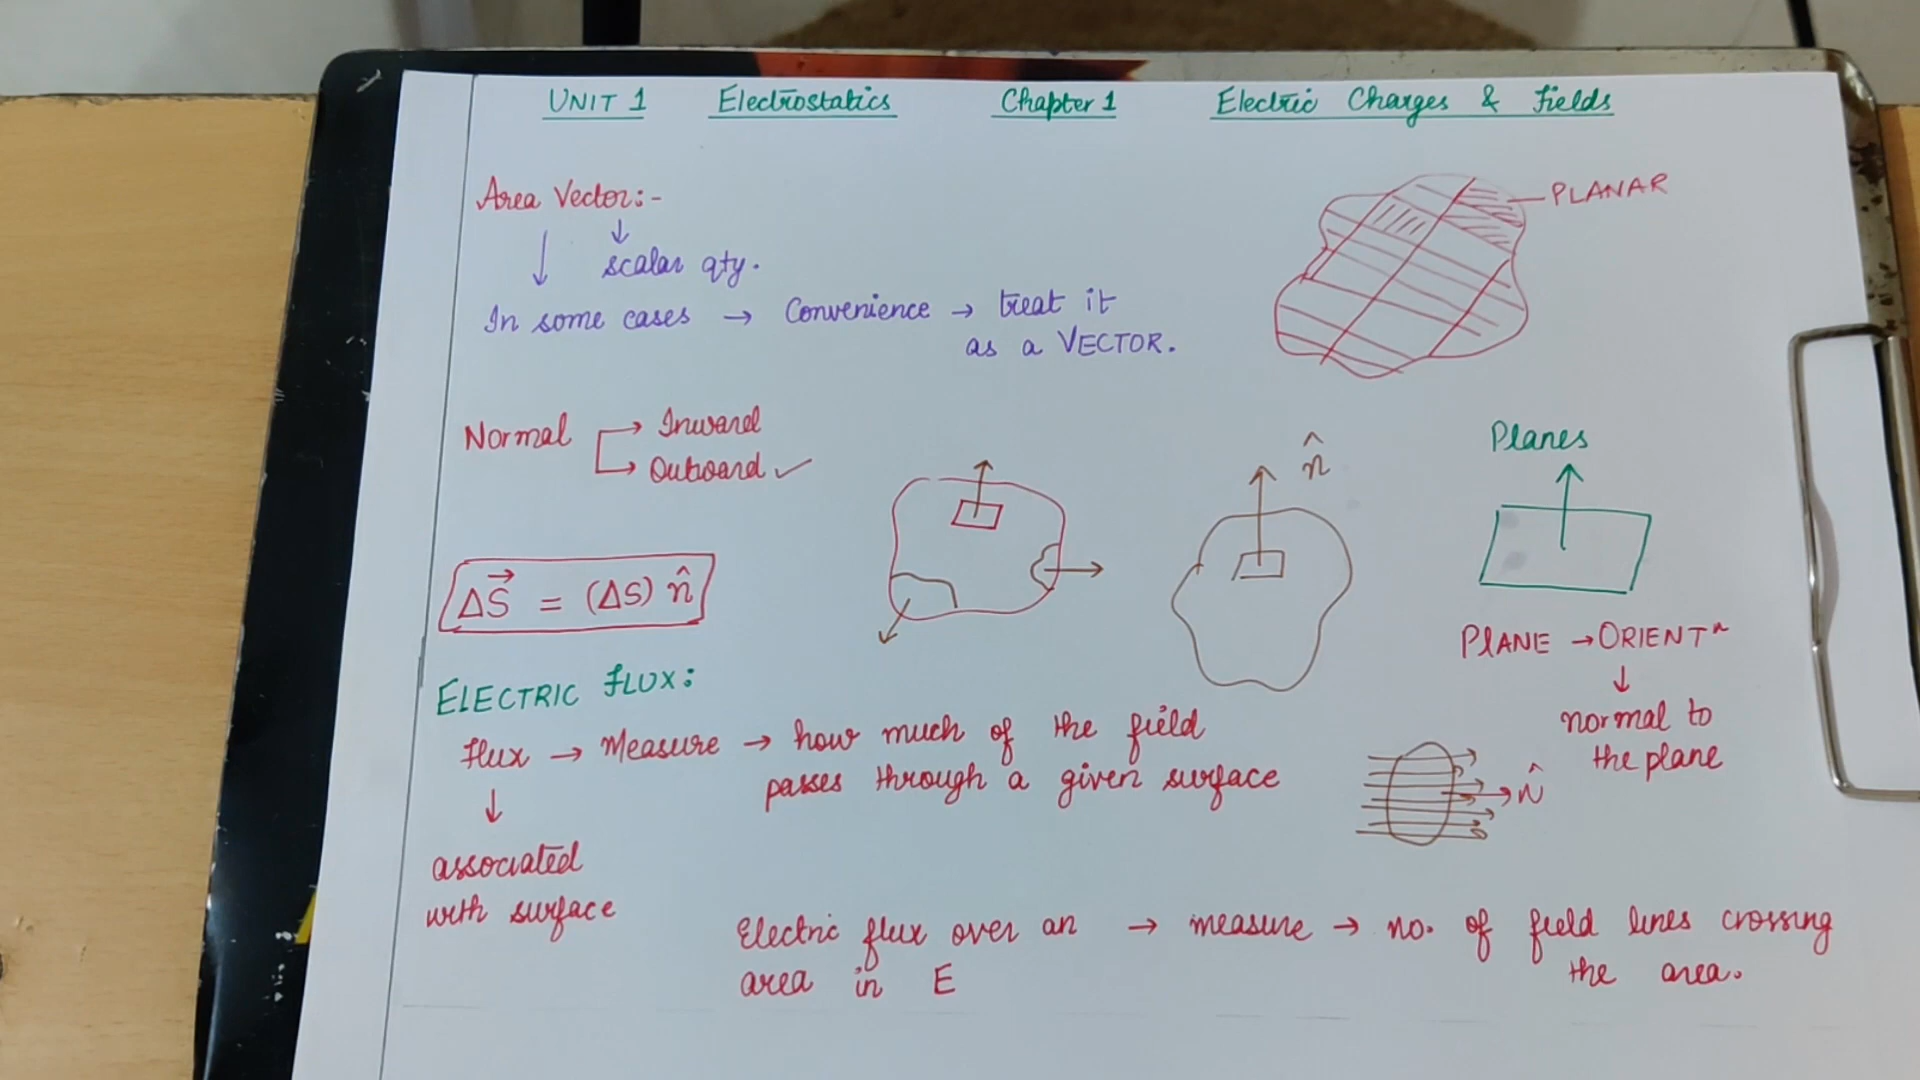 UNIT 1 Electrostatics Chapter 1 Electric Charges & Fields
Area Vector:-
↓ ↓
scalar qty.
In some cases → Convenience → treat it
as a VECTOR.
PLANAR
Normal → Inward
→ Outward ✓
n̂
Planes
ΔS⃗ = (ΔS) n̂
PLANE → ORIENTⁿ
↓
normal to
the plane
ELECTRIC FLUX:
flux → Measure → how much of the field
passes through a given surface
↓
associated
with surface
n̂
Electric flux over an → measure → no. of field lines crossing
area in E the area.